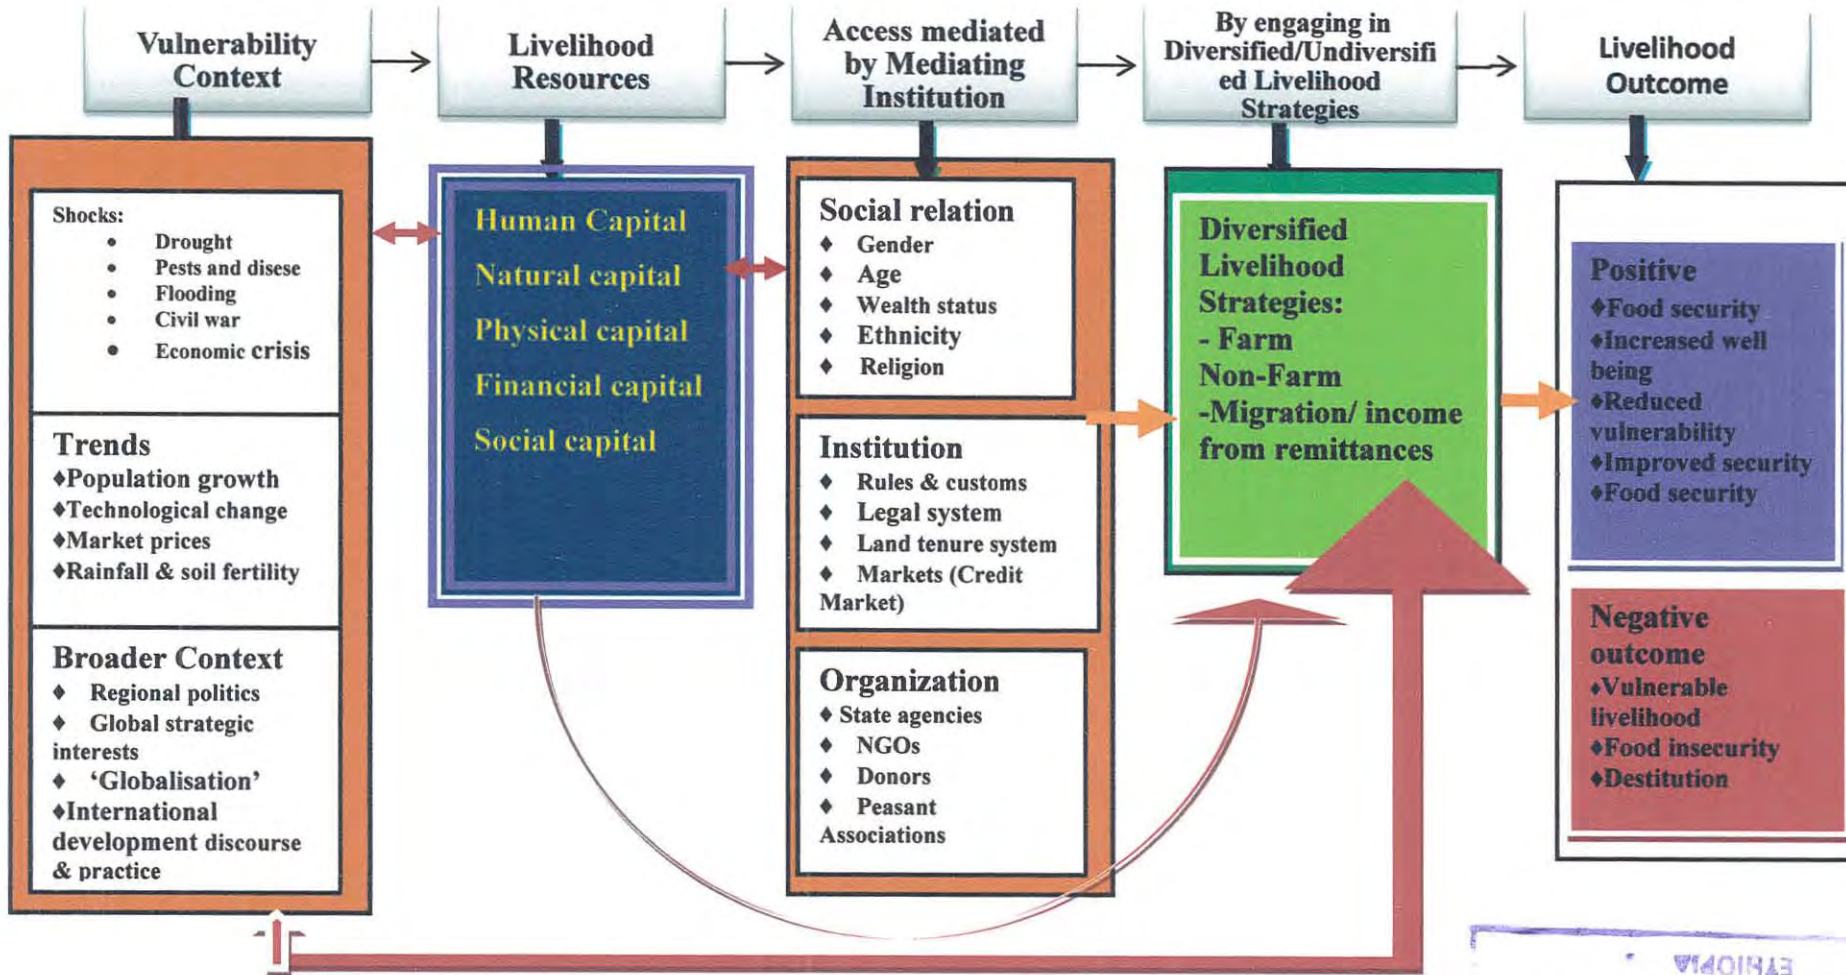 Vulnerability
Context
Livelihood
Resources
Access mediated
by Mediating
Institution
By engaging in
Diversified/Undiversifi
ed Livelihood
Strategies
Livelihood
Outcome
Shocks:
• Drought
• Pests and disese
• Flooding
• Civil war
• Economic crisis
Trends
♦Population growth
♦Technological change
♦Market prices
♦Rainfall & soil fertility
Broader Context
♦ Regional politics
♦ Global strategic
interests
♦ ‘Globalisation’
♦International
development discourse
& practice
Human Capital
Natural capital
Physical capital
Financial capital
Social capital
Social relation
♦ Gender
♦ Age
♦ Wealth status
♦ Ethnicity
♦ Religion
Institution
♦ Rules & customs
♦ Legal system
♦ Land tenure system
♦ Markets (Credit
Market)
Organization
♦ State agencies
♦ NGOs
♦ Donors
♦ Peasant
Associations
Diversified
Livelihood
Strategies:
- Farm
Non-Farm
-Migration/ income
from remittances
Positive
♦Food security
♦Increased well
being
♦Reduced
vulnerability
♦Improved security
♦Food security
Negative
outcome
♦Vulnerable
livelihood
♦Food insecurity
♦Destitution
ETHIOPIA